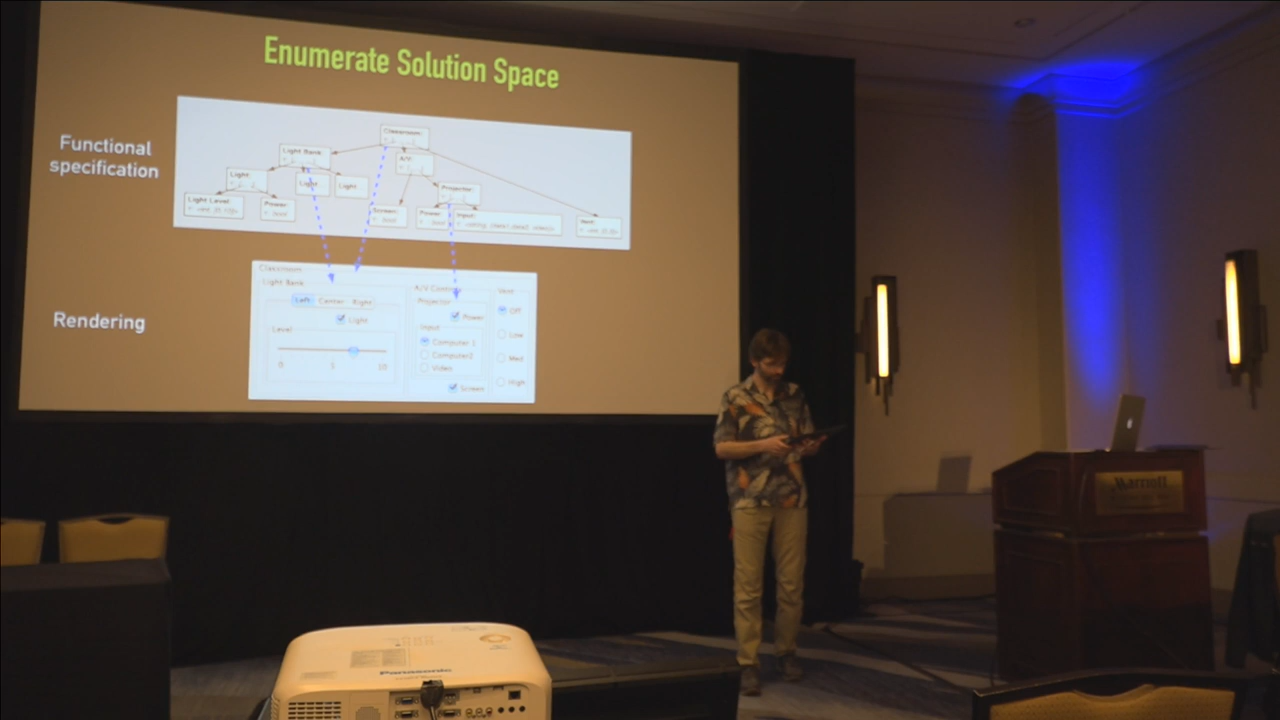 Enumerate Solution Space
Functional
specification
Classroom:
Light Bank:
A/V:
Light:
Light
Light
Projector:
Light Level:
Power:
Screen:
Power:
Input:
Vent:
Rendering
Classroom
Light Bank
Left Center Right
Light
Level
0
10
A/V
Projector
Power
Input
Computer 1
Computer2
Video
Screen
Vent
Off
Low
Med
High
Marriott
Panasonic